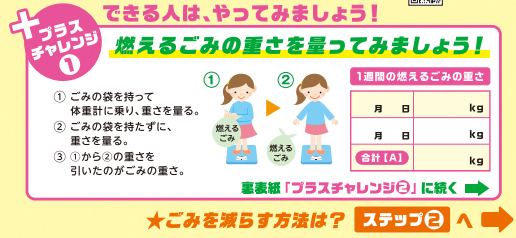 できる人は、やってみましょう！
プラス
チャレンジ
1
燃えるごみの重さを量ってみましょう！
① ごみの袋を持って
体重計に乗り、重さを量る。
② ごみの袋を持たずに、
重さを量る。
③ ①から②の重さを
引いたのがごみの重さ。
①
燃える
ごみ
②
燃える
ごみ
1週間の燃えるごみの重さ
月 日 kg
月 日 kg
合計【A】 kg
裏表紙「プラスチャレンジ②」に続く
★ごみを減らす方法は？ ステップ②へ